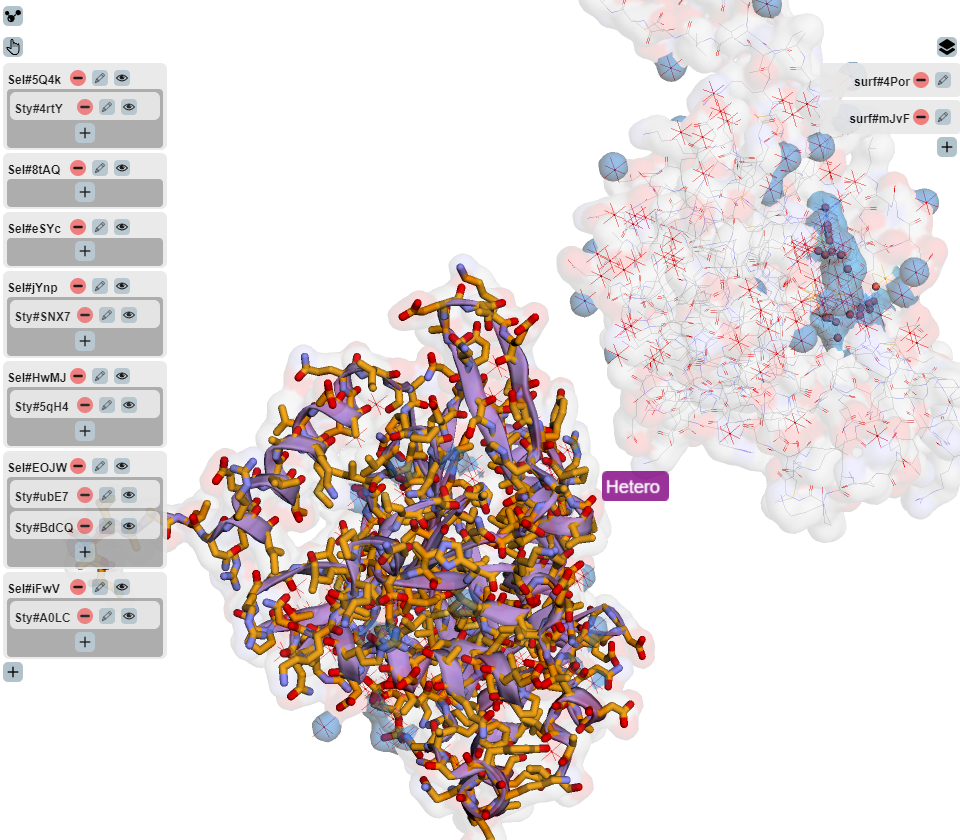 Sel#5Q4k
Sty#4rtY
Sel#8tAQ
Sel#eSYc
Sel#jYnp
Sty#SNX7
Sel#HwMJ
Sty#5qH4
Sel#EOJW
Sty#ubE7
Sty#BdCQ
Sel#iFwV
Sty#A0LC
surf#4Por
surf#mJvF
Hetero